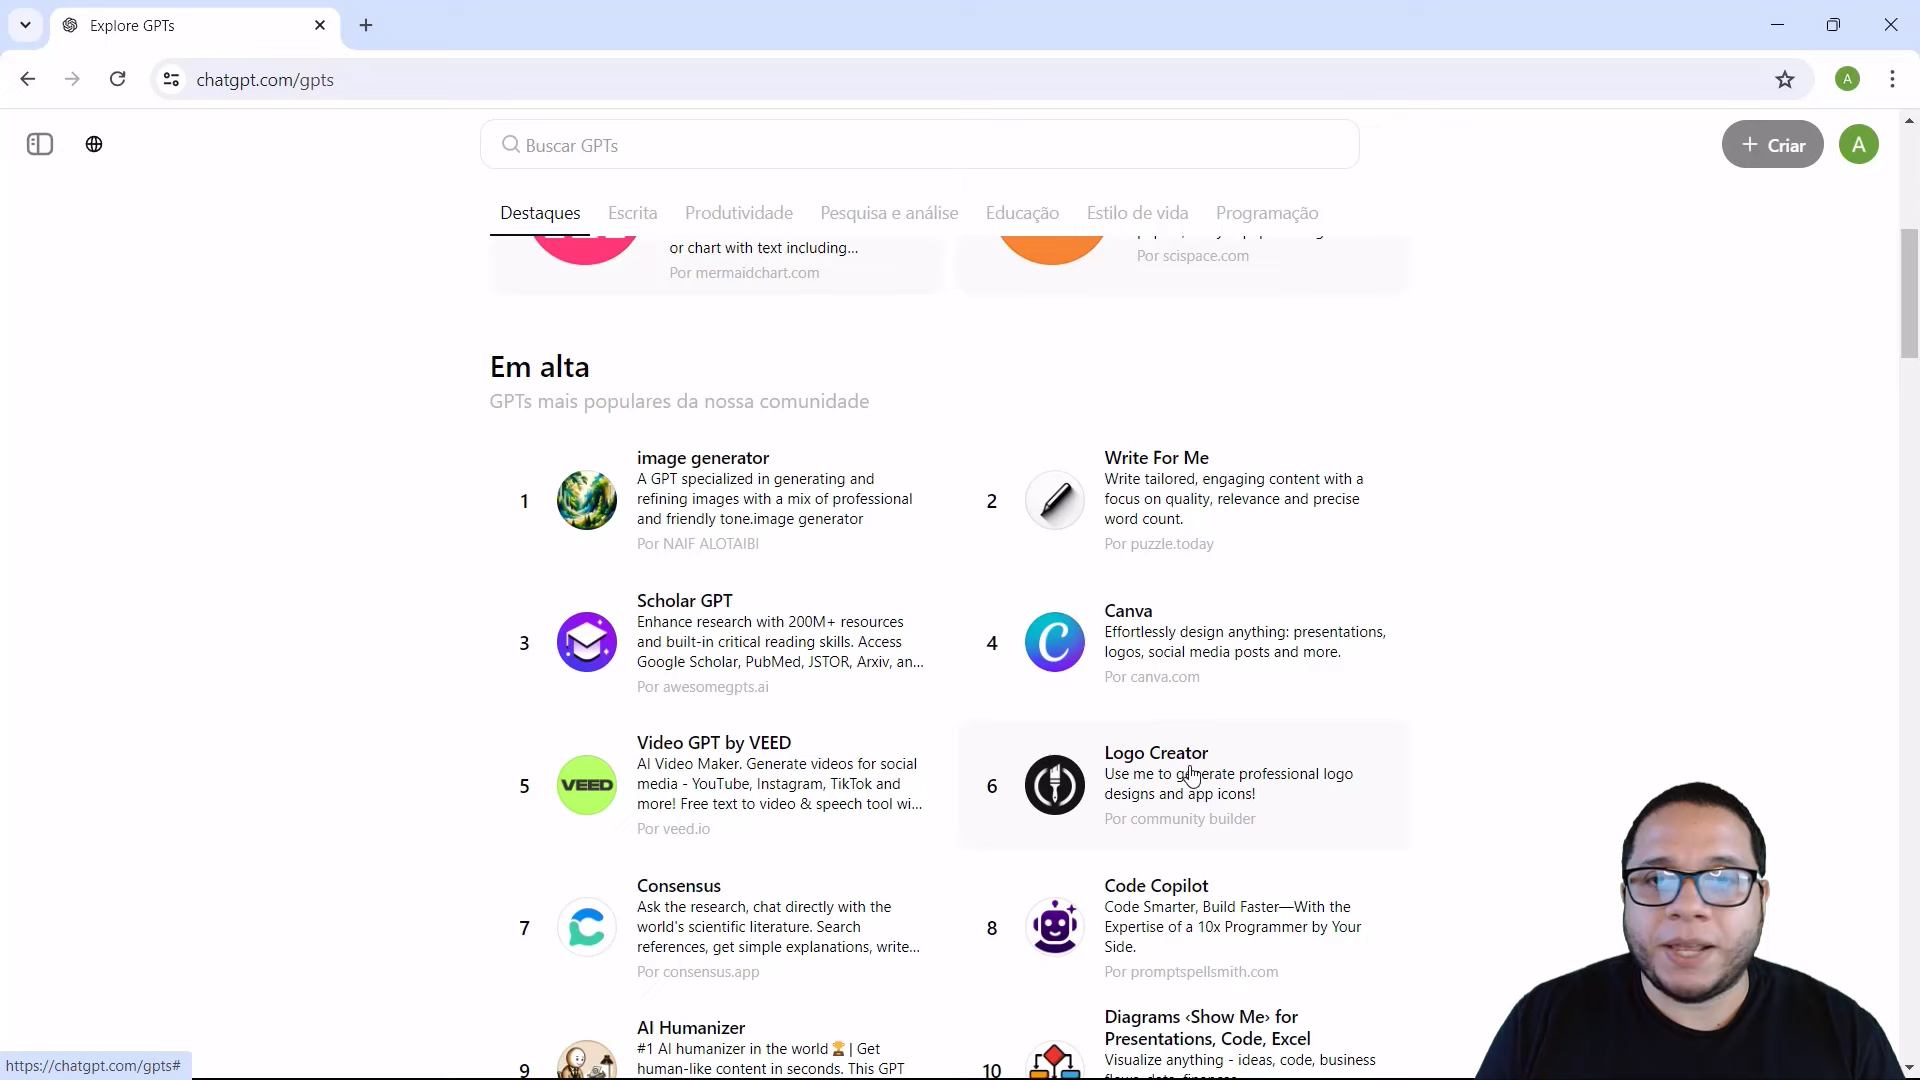 Explore GPTs
chatgpt.com/gpts
A
Buscar GPTs
+ Criar
A
Destaques
Escrita
Produtividade
Pesquisa e análise
Educação
Estilo de vida
Programação
or chart with text including...
Por mermaidchart.com
Por scispace.com
Em alta
GPTs mais populares da nossa comunidade
1
image generator
A GPT specialized in generating and
refining images with a mix of professional
and friendly tone.image generator
Por NAIF ALOTAIBI
2
Write For Me
Write tailored, engaging content with a
focus on quality, relevance and precise
word count.
Por puzzle.today
3
Scholar GPT
Enhance research with 200M+ resources
and built-in critical reading skills. Access
Google Scholar, PubMed, JSTOR, Arxiv, an...
Por awesomegpts.ai
4
Canva
Effortlessly design anything: presentations,
logos, social media posts and more.
Por canva.com
5
VEED
Video GPT by VEED
AI Video Maker. Generate videos for social
media - YouTube, Instagram, TikTok and
more! Free text to video & speech tool wi...
Por veed.io
6
Logo Creator
Use me to generate professional logo
designs and app icons!
Por community builder
7
Consensus
Ask the research, chat directly with the
world's scientific literature. Search
references, get simple explanations, write...
Por consensus.app
8
Code Copilot
Code Smarter, Build Faster—With the
Expertise of a 10x Programmer by Your
Side.
Por promptspellsmith.com
9
AI Humanizer
#1 AI humanizer in the world🏆| Get
human-like content in seconds. This GPT
10
Diagrams ‹Show Me› for
Presentations, Code, Excel
Visualize anything - ideas, code, business
https://chatgpt.com/gpts#